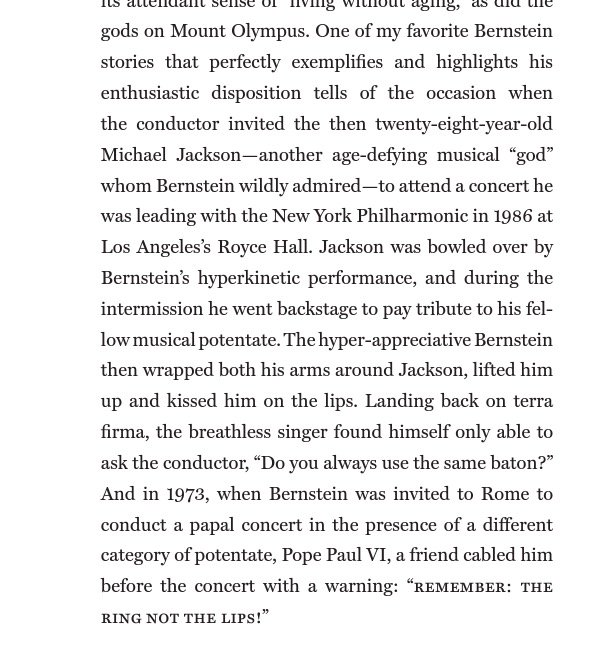 its attendant sense of “living without aging,” as did the
gods on Mount Olympus. One of my favorite Bernstein
stories that perfectly exemplifies and highlights his
enthusiastic disposition tells of the occasion when
the conductor invited the then twenty-eight-year-old
Michael Jackson—another age-defying musical “god”
whom Bernstein wildly admired—to attend a concert he
was leading with the New York Philharmonic in 1986 at
Los Angeles’s Royce Hall. Jackson was bowled over by
Bernstein’s hyperkinetic performance, and during the
intermission he went backstage to pay tribute to his fel-
low musical potentate. The hyper-appreciative Bernstein
then wrapped both his arms around Jackson, lifted him
up and kissed him on the lips. Landing back on terra
firma, the breathless singer found himself only able to
ask the conductor, “Do you always use the same baton?”
And in 1973, when Bernstein was invited to Rome to
conduct a papal concert in the presence of a different
category of potentate, Pope Paul VI, a friend cabled him
before the concert with a warning: “REMEMBER: THE
RING NOT THE LIPS!”